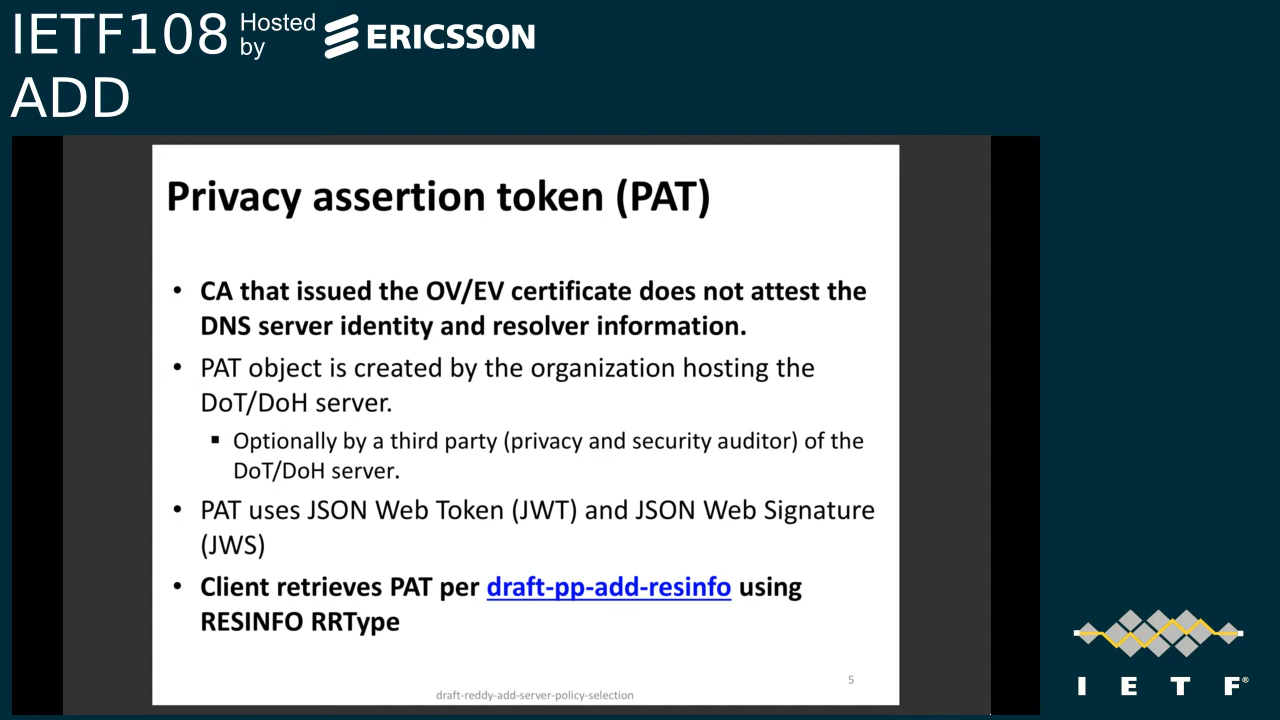 IETF108 Hosted by ERICSSON
ADD
Privacy assertion token (PAT)
• CA that issued the OV/EV certificate does not attest the
DNS server identity and resolver information.
• PAT object is created by the organization hosting the
DoT/DoH server.
▪ Optionally by a third party (privacy and security auditor) of the
DoT/DoH server.
• PAT uses JSON Web Token (JWT) and JSON Web Signature
(JWS)
• Client retrieves PAT per draft-pp-add-resinfo using
RESINFO RRType
5
draft-reddy-add-server-policy-selection
I E T F®